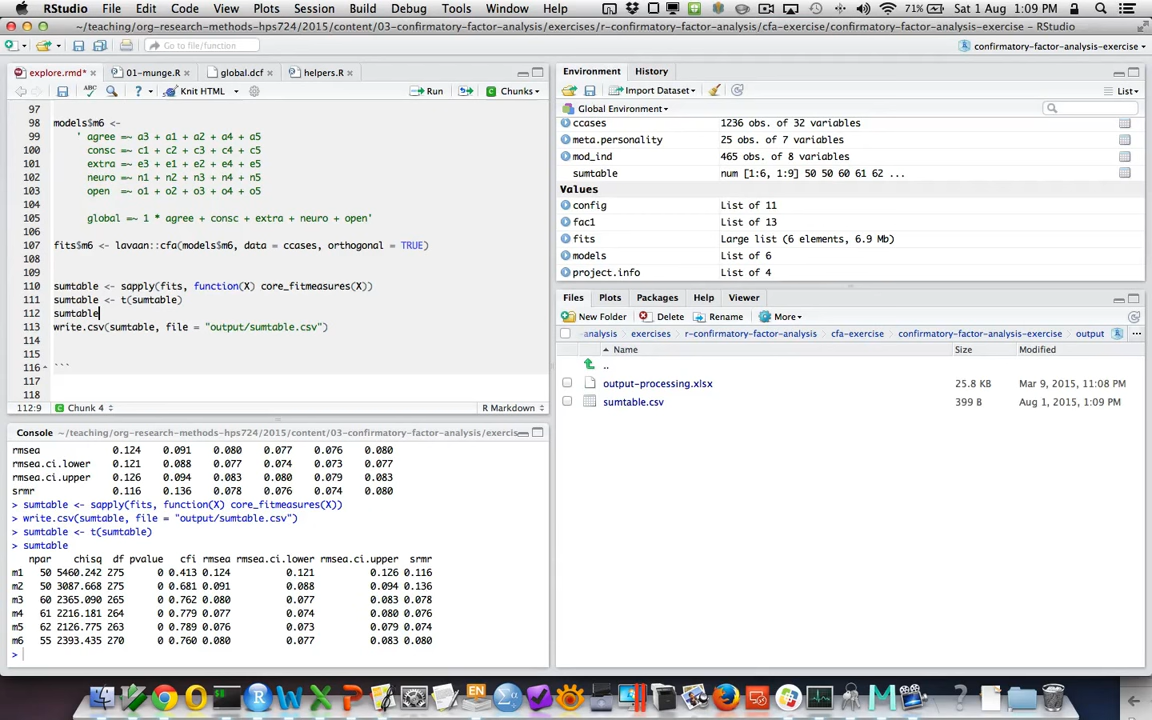 RStudio File Edit Code View Plots Session Build Debug Tools Window Help 71% Sat 1 Aug 1:09 PM
~/teaching/org-research-methods-hps724/2015/content/03-confirmatory-factor-analysis/exercises/r-confirmatory-factor-analysis/cfa-exercise/confirmatory-factor-analysis-exercise - RStudio
Go to file/function confirmatory-factor-analysis-exercise
explore.rmd* 01-munge.R global.dcf helpers.R
Knit HTML Run Chunks
97
98 models$m6 <-
99 ' agree =~ a3 + a1 + a2 + a4 + a5
100 consc =~ c1 + c2 + c3 + c4 + c5
101 extra =~ e3 + e1 + e2 + e4 + e5
102 neuro =~ n1 + n2 + n3 + n4 + n5
103 open =~ o1 + o2 + o3 + o4 + o5
104
105 global =~ 1 * agree + consc + extra + neuro + open'
106
107 fits$m6 <- lavaan::cfa(models$m6, data = ccases, orthogonal = TRUE)
108
109
110 sumtable <- sapply(fits, function(X) core_fitmeasures(X))
111 sumtable <- t(sumtable)
112 sumtable
113 write.csv(sumtable, file = "output/sumtable.csv")
114
115
116 ```
117
118
112:9 Chunk 4 R Markdown
Console ~/teaching/org-research-methods-hps724/2015/content/03-confirmatory-factor-analysis/exercis
rmsea 0.124 0.091 0.080 0.077 0.076 0.080
rmsea.ci.lower 0.121 0.088 0.077 0.074 0.073 0.077
rmsea.ci.upper 0.126 0.094 0.083 0.080 0.079 0.083
srmr 0.116 0.136 0.078 0.076 0.074 0.080
> sumtable <- sapply(fits, function(X) core_fitmeasures(X))
> write.csv(sumtable, file = "output/sumtable.csv")
> sumtable <- t(sumtable)
> sumtable
npar chisq df pvalue cfi rmsea rmsea.ci.lower rmsea.ci.upper srmr
m1 50 5460.242 275 0 0.413 0.124 0.121 0.126 0.116
m2 50 3087.668 275 0 0.681 0.091 0.088 0.094 0.136
m3 60 2365.090 265 0 0.762 0.080 0.077 0.083 0.078
m4 61 2216.181 264 0 0.779 0.077 0.074 0.080 0.076
m5 62 2126.775 263 0 0.789 0.076 0.073 0.079 0.074
m6 55 2393.435 270 0 0.760 0.080 0.077 0.083 0.080
>
Environment History
Import Dataset List
Global Environment
ccases 1236 obs. of 32 variables
meta.personality 25 obs. of 7 variables
mod_ind 465 obs. of 8 variables
sumtable num [1:6, 1:9] 50 50 60 61 62 ...
Values
config List of 11
fac1 List of 13
fits Large list (6 elements, 6.9 Mb)
models List of 6
project.info List of 4
Files Plots Packages Help Viewer
New Folder Delete Rename More
analysis exercises r-confirmatory-factor-analysis cfa-exercise confirmatory-factor-analysis-exercise output ...
Name Size Modified
..
output-processing.xlsx 25.8 KB Mar 9, 2015, 11:08 PM
sumtable.csv 399 B Aug 1, 2015, 1:09 PM